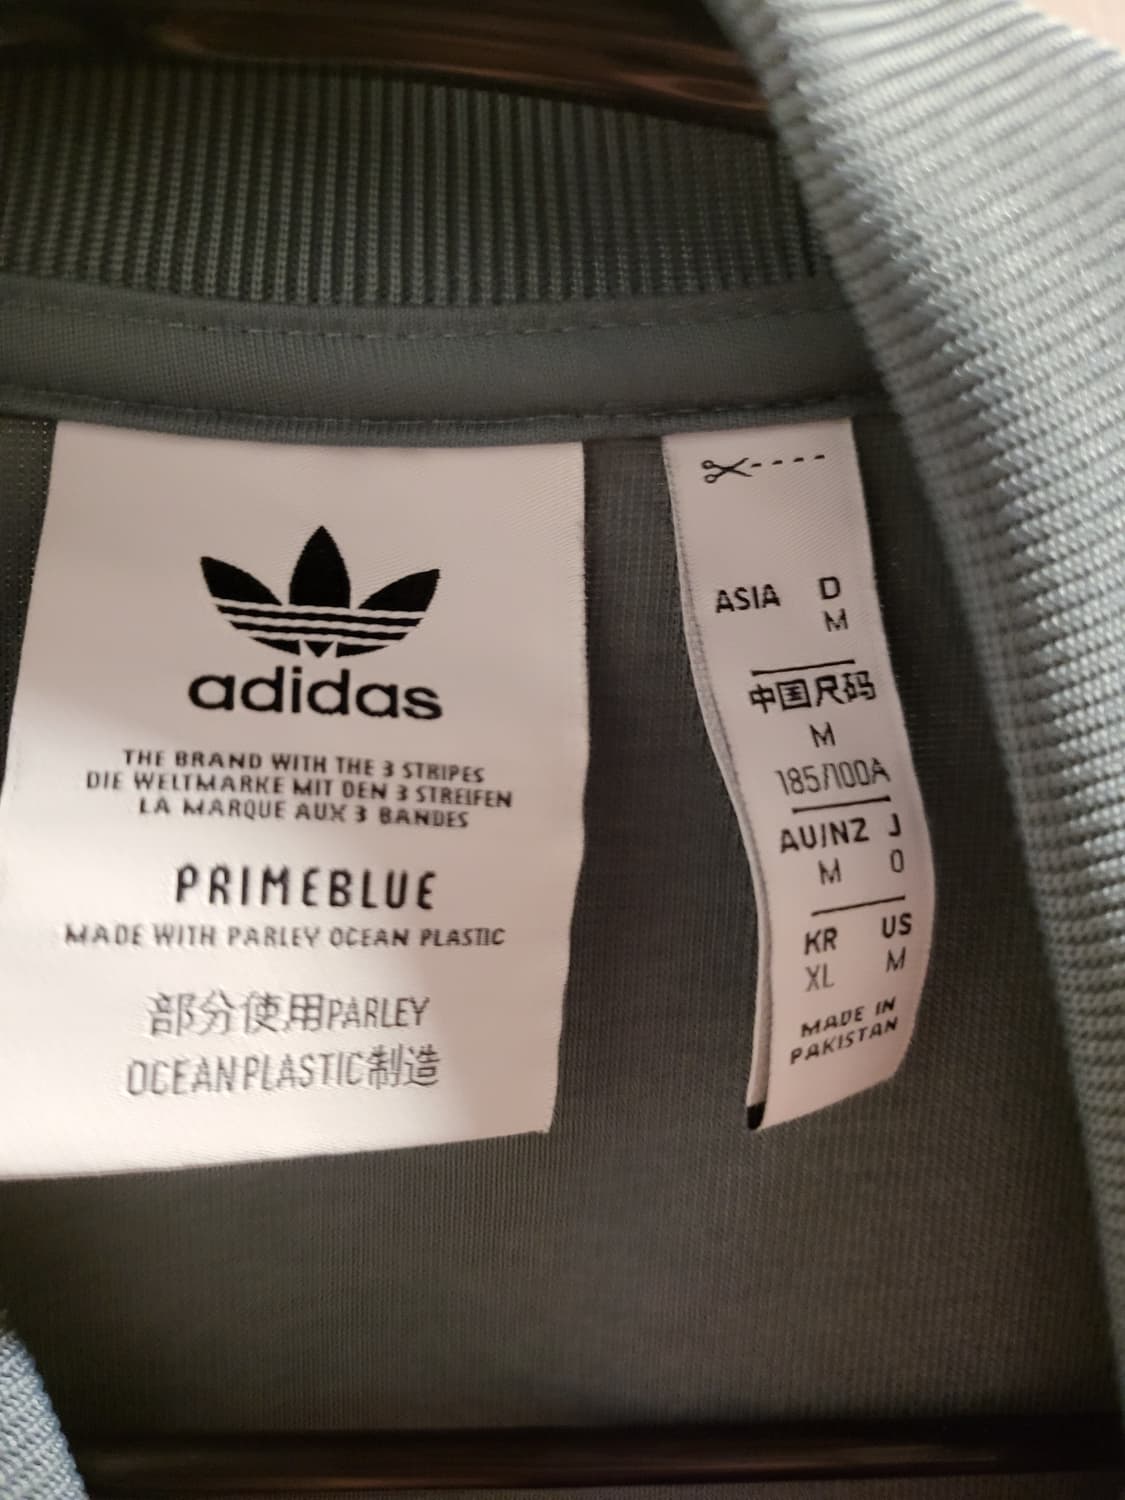 adidas
THE BRAND WITH THE 3 STRIPES
DIE WELTMARKE MIT DEN 3 STREIFEN
LA MARQUE AUX 3 BANDES
PRIMEBLUE
MADE WITH PARLEY OCEAN PLASTIC
部分使用PARLEY
OCEANPLASTIC制造
ASIA D
M
中国尺码
M
185/100A
AU/NZ J
M O
KR US
XL M
MADE IN
PAKISTAN